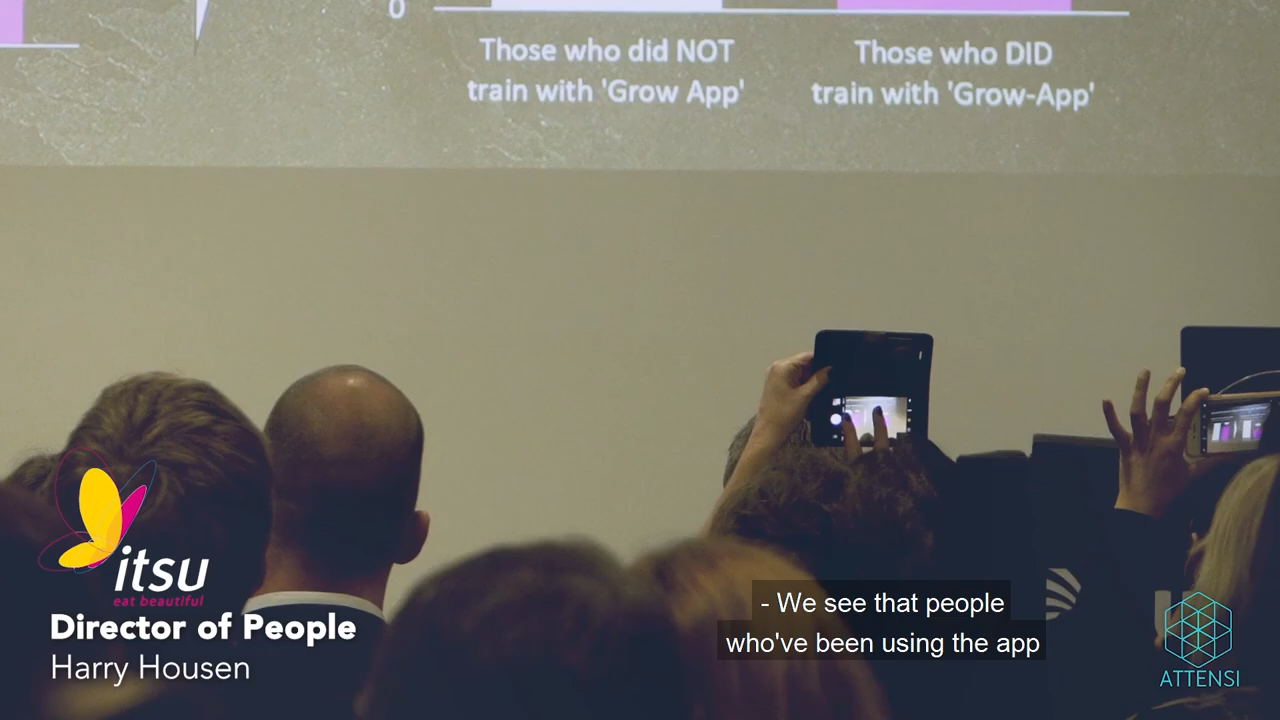 0
Those who did NOT
train with 'Grow App'
Those who DID
train with 'Grow-App'
itsu
eat beautiful
Director of People
Harry Housen
- We see that people
who've been using the app
ATTENSI